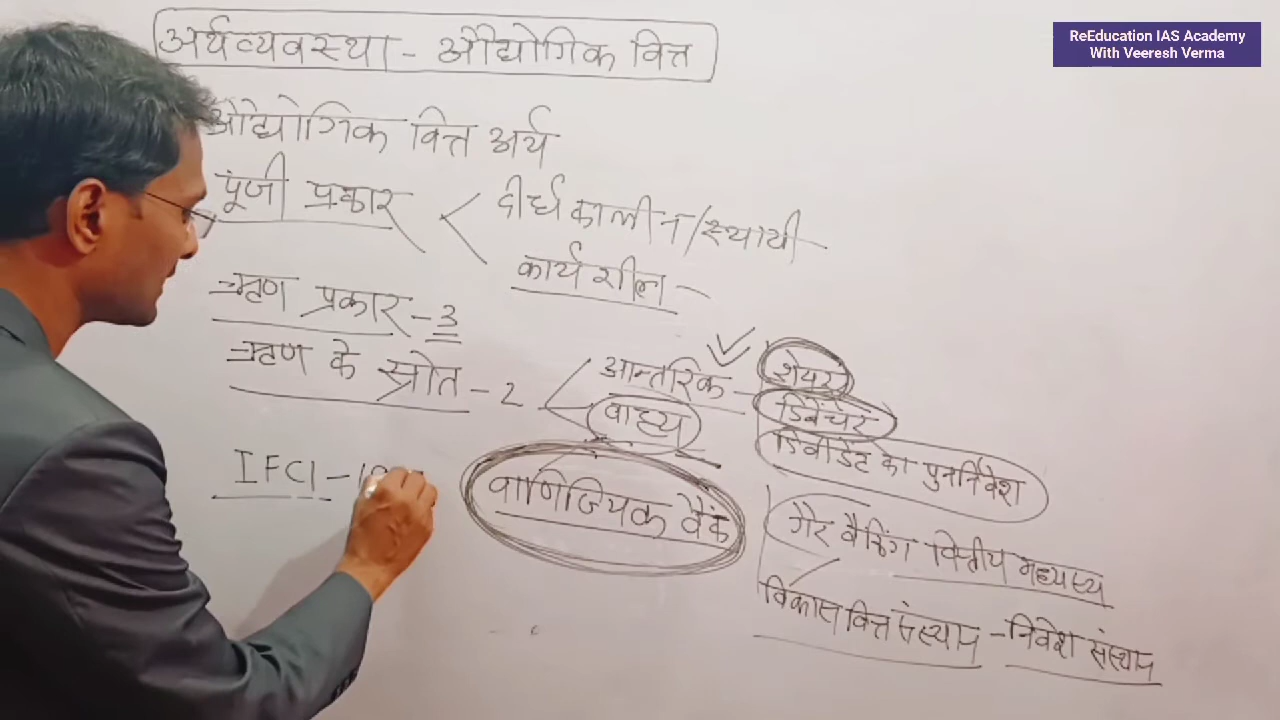 ReEducation IAS Academy
With Veeresh Verma
अर्थव्यवस्था - औद्योगिक वित्त
औद्योगिक वित्त अर्थ
पूंजी प्रकार < दीर्घकालीन/स्थायी -
कार्यशील -
ऋण प्रकार - 3
ऋण के स्रोत - 2 < आन्तरिक - शेयर
वाह्य डिबेंचर
डिवीडेंट का पुनर्निवेश
IFCI - 19
वाणिज्यिक बैंक
गैर बैंकिंग वित्तीय मध्यस्थ
विकास वित्त संस्थाए - निवेश संस्थाए